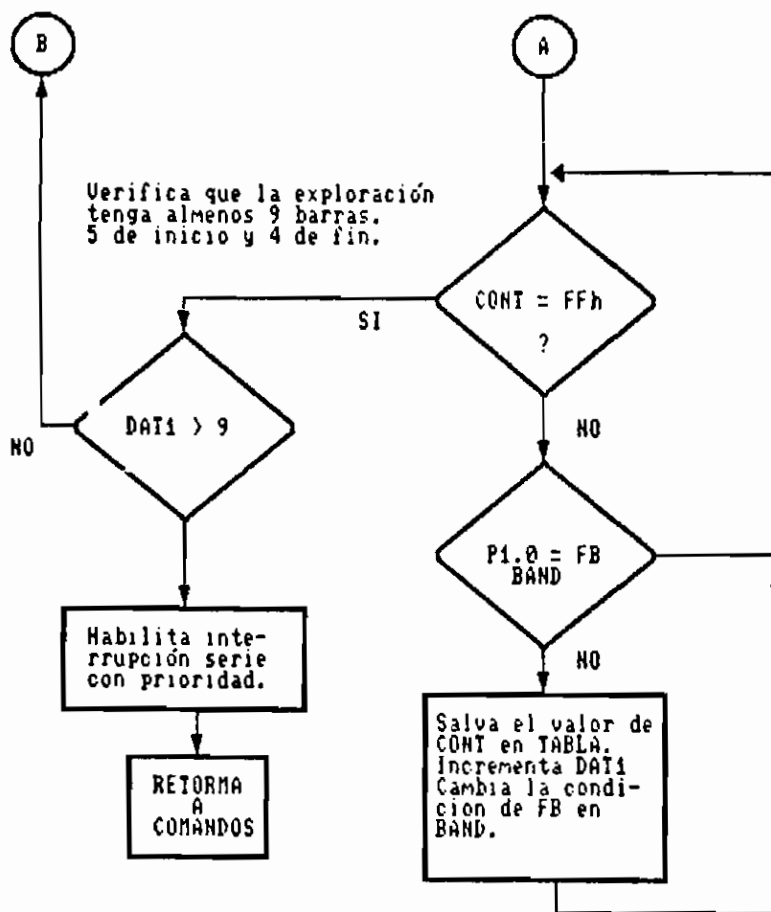 B
A
Verifica que la exploración
tenga almenos 9 barras.
5 de inicio y 4 de fin.
CONT = FFh
?
SI
DAT1 > 9
NO
NO
P1.0 = FB
BAND
Habilita inte-
rrupción serie
con prioridad.
NO
Salva el valor de
CONT en TABLA.
Incrementa DAT1
Cambia la condi-
cion de FB en
BAND.
RETORMA
A
COMANDOS